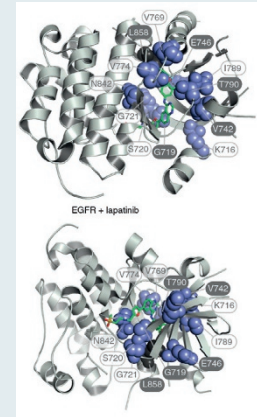 V769
L858
E746
V774
I789
N842
T790
G721
V742
S720
G719
K716
EGFR + lapatinib
V774
V769
T790
V742
K716
N842
S720
I789
G721
G719
E746
L858